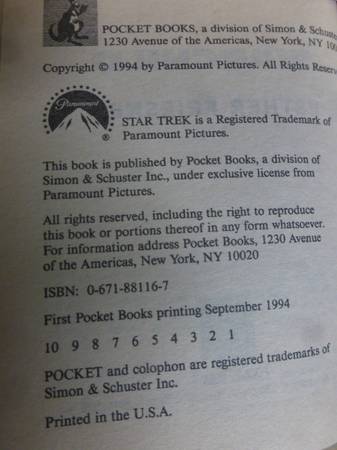 POCKET BOOKS, a division of Simon & Schuster
1230 Avenue of the Americas, New York, NY
Copyright © 1994 by Paramount Pictures. All Rights
Paramount
®
STAR TREK is a Registered Trademark of
Paramount Pictures.
This book is published by Pocket Books, a division of
Simon & Schuster Inc., under exclusive license from
Paramount Pictures.
All rights reserved, including the right to reproduce
this book or portions thereof in any form whatsoever.
For information address Pocket Books, 1230 Avenue
of the Americas, New York, NY 10020
ISBN: 0-671-88116-7
First Pocket Books printing September 1994
10 9 8 7 6 5 4 3 2 1
POCKET and colophon are registered trademarks of
Simon & Schuster Inc.
Printed in the U.S.A.